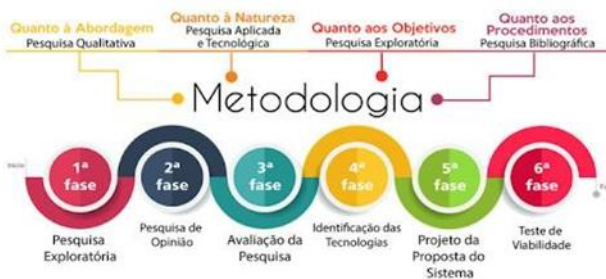 Quanto à Abordagem
Pesquisa Qualitativa
Quanto à Natureza
Pesquisa Aplicada
e Tecnológica
Quanto aos Objetivos
Pesquisa Exploratória
Quanto aos
Procedimentos
Pesquisa Bibliográfica
Metodologia
1ª
fase
2ª
fase
3ª
fase
4ª
fase
5ª
fase
6ª
fase
Pesquisa
Exploratória
Pesquisa
de Opinião
Avaliação da
Pesquisa
Identificação das
Tecnologias
Projeto da
Proposta do
Sistema
Teste de
Viabilidade